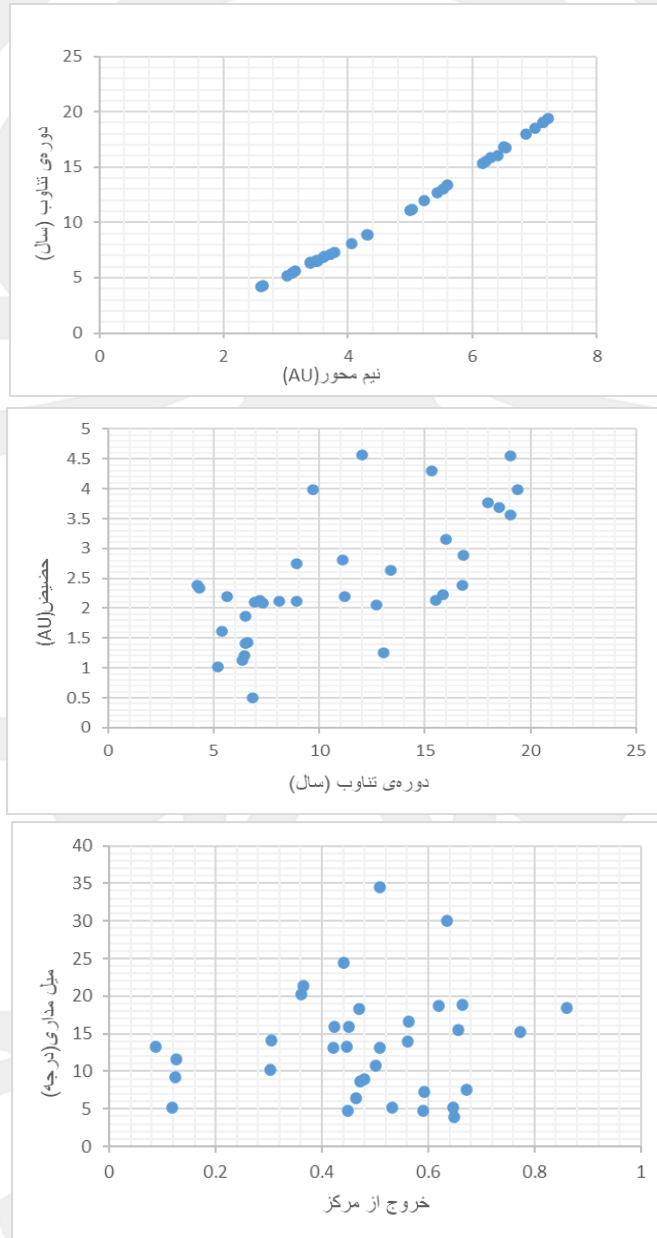 25
20
15
10
5
0
دوره‌ی تناوب (سال)
0 2 4 6 8
نیم محور(AU)
5
4.5
4
3.5
3
2.5
2
1.5
1
0.5
0
حضیض(AU)
0 5 10 15 20 25
دوره‌ی تناوب (سال)
40
35
30
25
20
15
10
5
0
میل مداری(درجه)
0 0.2 0.4 0.6 0.8 1
خروج از مرکز